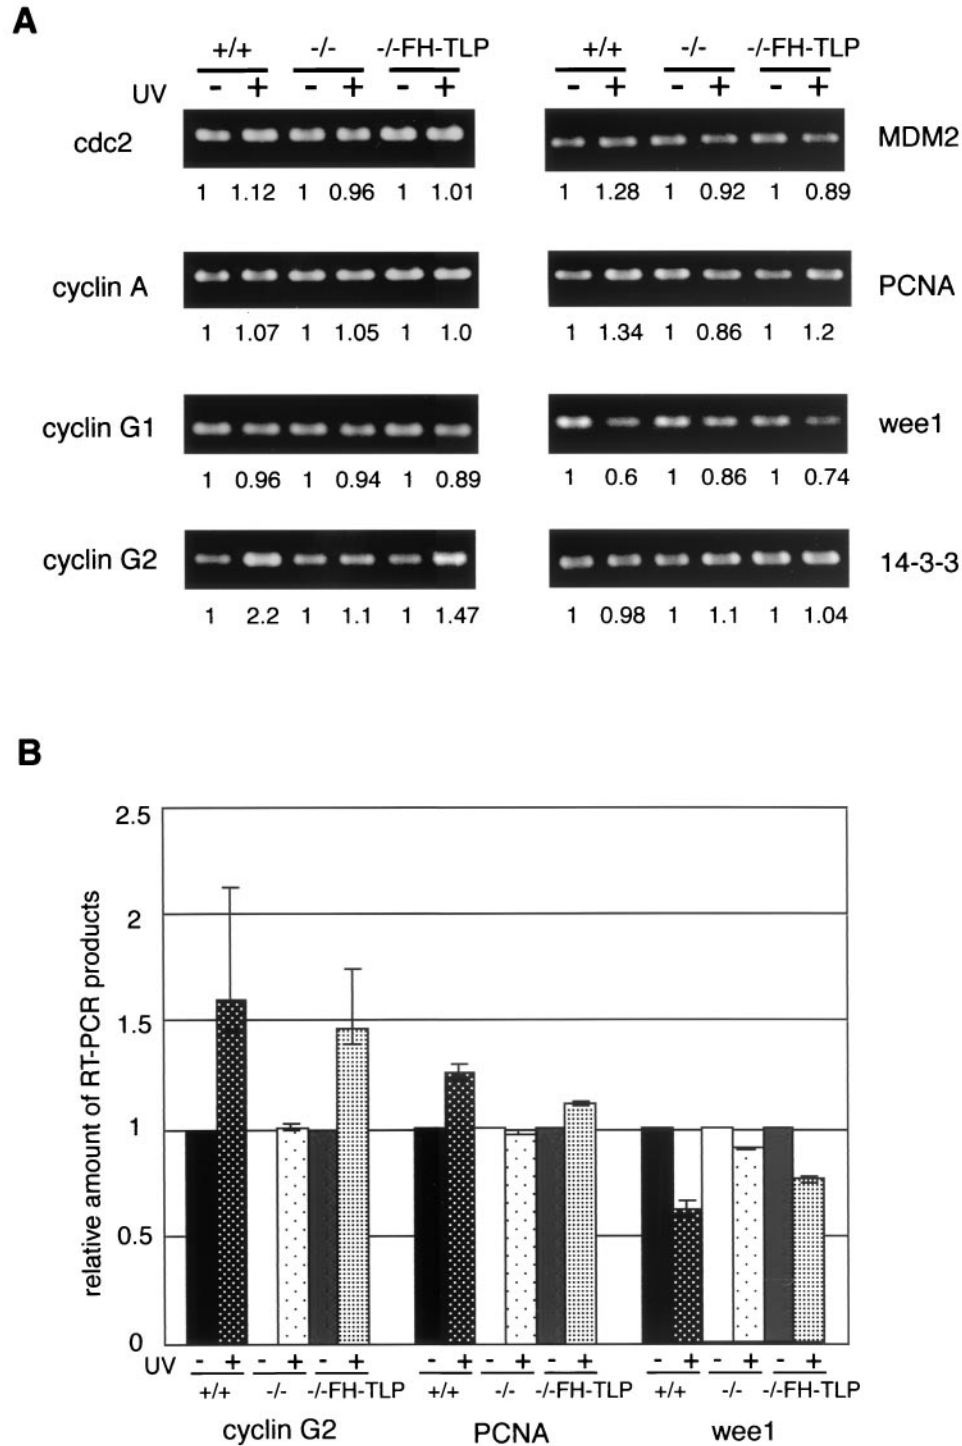 A
+/+ -/- -/-FH-TLP +/+ -/- -/-FH-TLP
UV - + - + - + - + - + - +
cdc2 MDM2
1 1.12 1 0.96 1 1.01 1 1.28 1 0.92 1 0.89
cyclin A PCNA
1 1.07 1 1.05 1 1.0 1 1.34 1 0.86 1 1.2
cyclin G1 wee1
1 0.96 1 0.94 1 0.89 1 0.6 1 0.86 1 0.74
cyclin G2 14-3-3
1 2.2 1 1.1 1 1.47 1 0.98 1 1.1 1 1.04
B
relative amount of RT-PCR products
2.5
2
1.5
1
0.5
0
UV - + - + - + - + - + - + - + - + - +
+/+ -/- -/-FH-TLP +/+ -/- -/-FH-TLP +/+ -/- -/-FH-TLP
cyclin G2 PCNA wee1